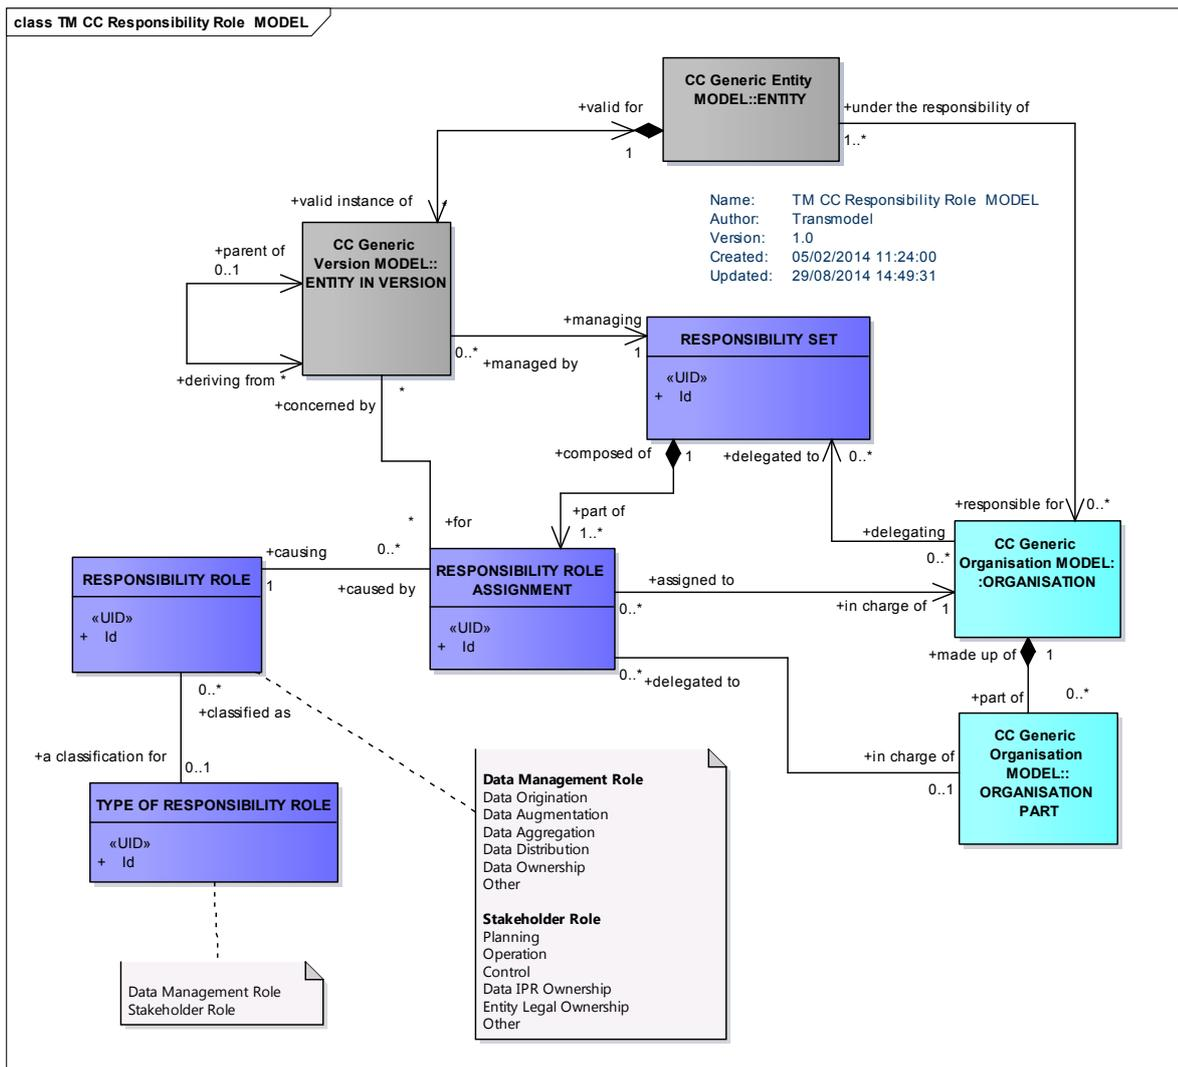 class TM CC Responsibility Role  MODEL
CC Generic Entity
MODEL::ENTITY
+valid for
1
+under the responsibility of
1..*
+valid instance of
*
Name: TM CC Responsibility Role  MODEL
Author: Transmodel
Version: 1.0
Created: 05/02/2014 11:24:00
Updated: 29/08/2014 14:49:31
CC Generic
Version MODEL::
ENTITY IN VERSION
+parent of
0..1
+deriving from *
+managing
1
0..*
+managed by
RESPONSIBILITY SET
«UID»
+ Id
*
+concerned by
+composed of
1
+delegated to
0..*
+part of
1..*
+responsible for
0..*
+delegating
0..*
CC Generic
Organisation MODEL:
:ORGANISATION
*
+for
+causing
1
0..*
+caused by
RESPONSIBILITY ROLE
«UID»
+ Id
RESPONSIBILITY ROLE
ASSIGNMENT
«UID»
+ Id
+assigned to
0..*
+in charge of
1
+made up of
1
0..*
+delegated to
+part of
0..*
0..*
+classified as
+a classification for
0..1
+in charge of
0..1
CC Generic
Organisation
MODEL::
ORGANISATION
PART
TYPE OF RESPONSIBILITY ROLE
«UID»
+ Id
Data Management Role
Data Origination
Data Augmentation
Data Aggregation
Data Distribution
Data Ownership
Other
Stakeholder Role
Planning
Operation
Control
Data IPR Ownership
Entity Legal Ownership
Other
Data Management Role
Stakeholder Role